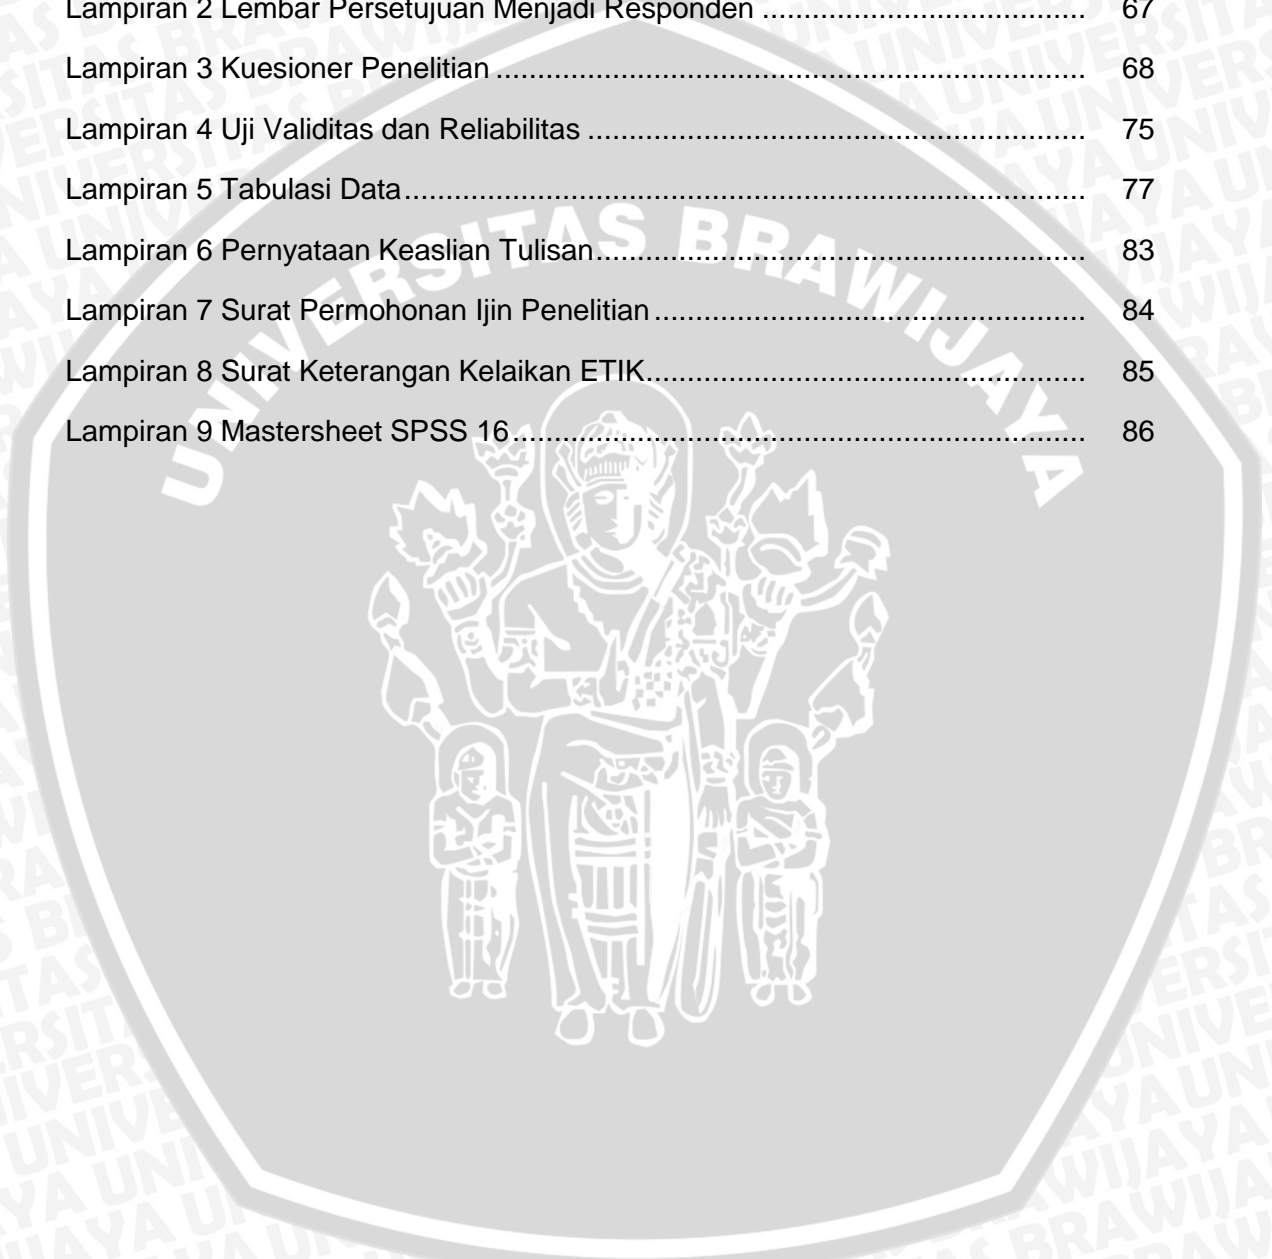 Lampiran 2 Lembar Persetujuan Menjadi Responden ....................................... 67
Lampiran 3 Kuesioner Penelitian ........................................................................ 68
Lampiran 4 Uji Validitas dan Reliabilitas ............................................................. 75
Lampiran 5 Tabulasi Data ................................................................................... 77
Lampiran 6 Pernyataan Keaslian Tulisan ............................................................ 83
Lampiran 7 Surat Permohonan Ijin Penelitian ..................................................... 84
Lampiran 8 Surat Keterangan Kelaikan ETIK...................................................... 85
Lampiran 9 Mastersheet SPSS 16 ...................................................................... 86
UNIVERSITAS BRAWIJAYA